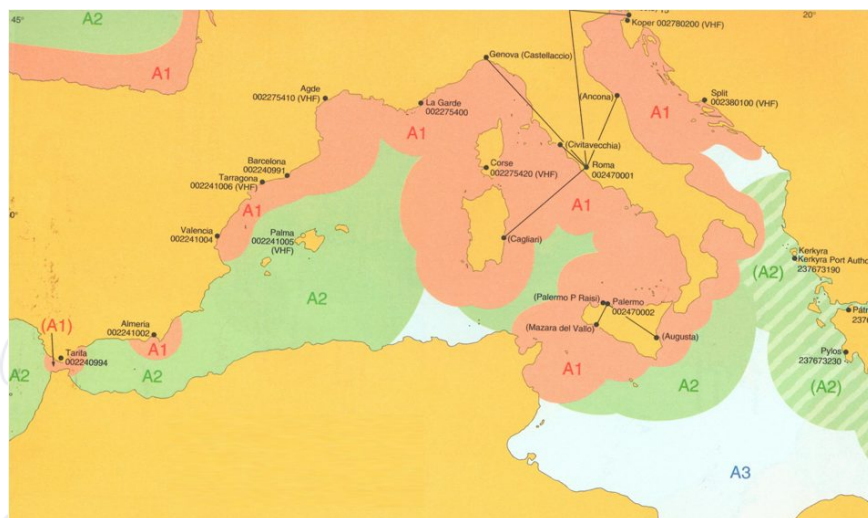 45°
20°
A2
A1
Koper 002780200 (VHF)
Genova (Castellaccio)
Agde
002275410 (VHF)
La Garde
002275400
A1
(Ancona)
A1
Split
002380100 (VHF)
(Civitavecchia)
Barcelona
002240991
Tarragona
002241006 (VHF)
Corse
002275420 (VHF)
Roma
002470001
A1
A1
Valencia
002241004
Palma
002241005
(VHF)
(Cagliari)
A2
A2
Kerkyra
Kerkyra Port Autho
237673190
(A2)
(Palermo P Raisi)
Palermo
002470002
(Mazara del Vallo)
(Augusta)
(A1)
Almeria
002241002
A1
Tarifa
002240994
A2
A2
A1
A2
Pylos
237673230
(A2)
A3